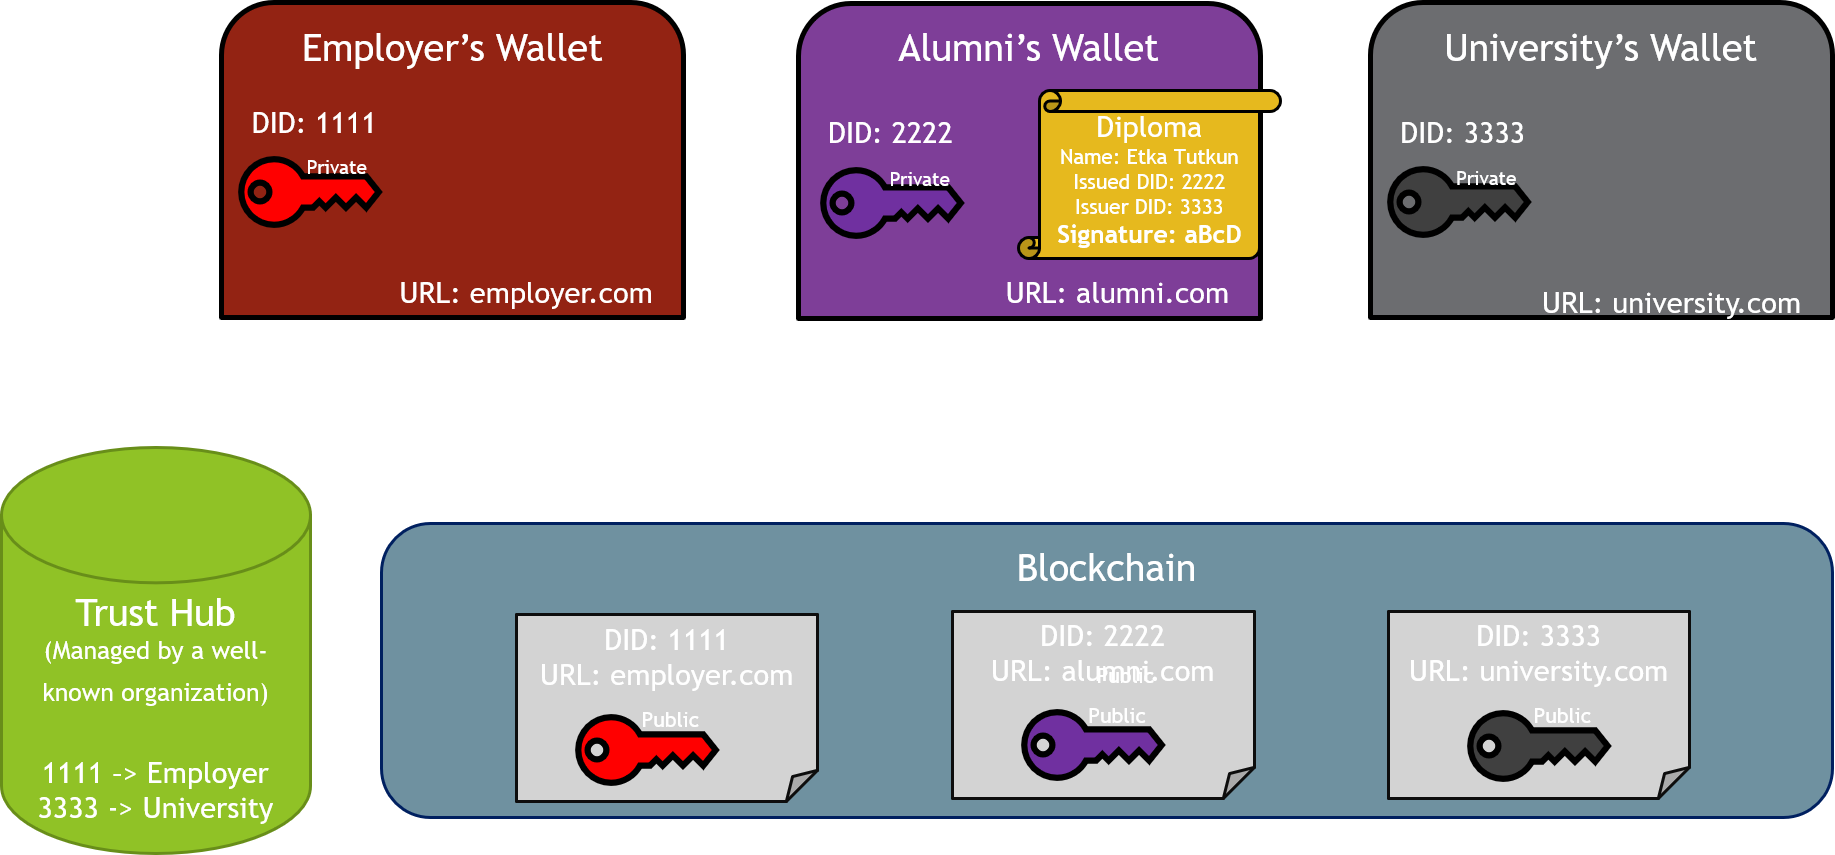 Employer’s Wallet
DID: 1111
Private
URL: employer.com
Alumni’s Wallet
DID: 2222
Private
Diploma
Name: Etka Tutkun
Issued DID: 2222
Issuer DID: 3333
Signature: aBcD
URL: alumni.com
University’s Wallet
DID: 3333
Private
URL: university.com
Trust Hub
(Managed by a well-
known organization)
1111 –> Employer
3333 -> University
Blockchain
DID: 1111
URL: employer.com
Public
DID: 2222
URL: alumni.com
Public
Public
DID: 3333
URL: university.com
Public